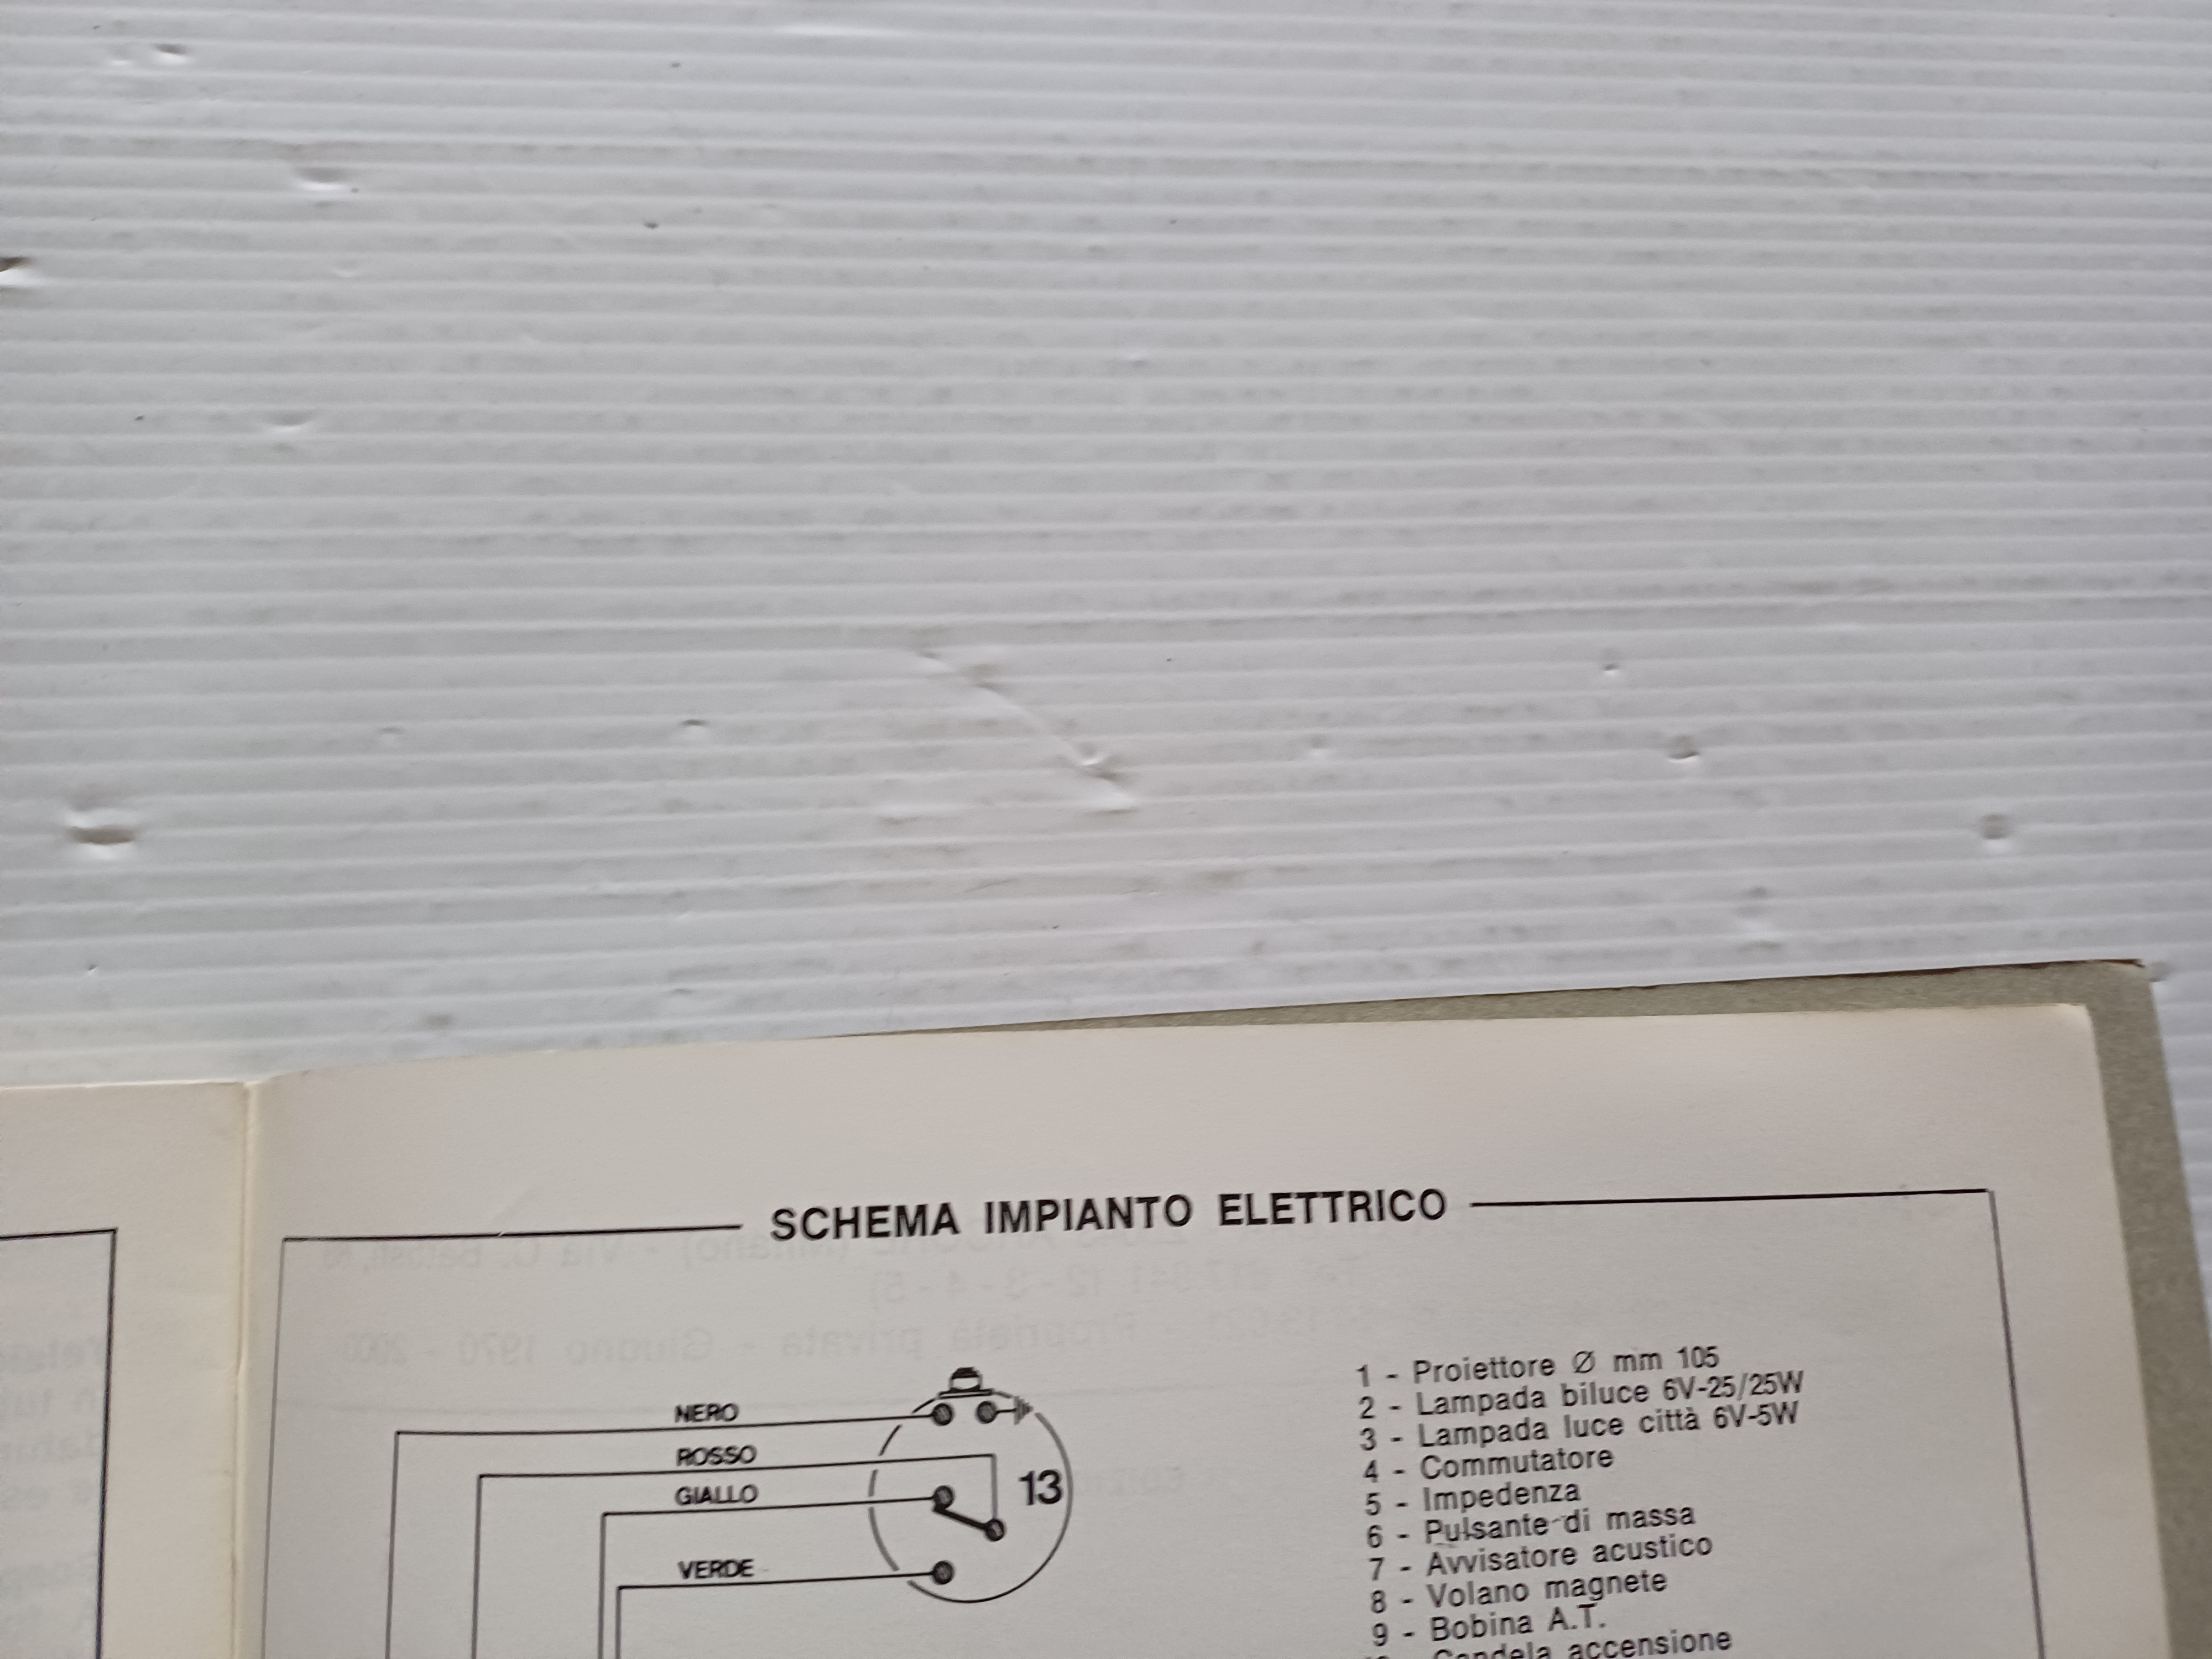 SCHEMA IMPIANTO ELETTRICO
NERO
ROSSO
GIALLO
VERDE
13
1 - Proiettore Ø mm 105
2 - Lampada biluce 6V-25/25W
3 - Lampada luce città 6V-5W
4 - Commutatore
5 - Impedenza
6 - Pulsante di massa
7 - Avvisatore acustico
8 - Volano magnete
9 - Bobina A.T.
Candela accensione